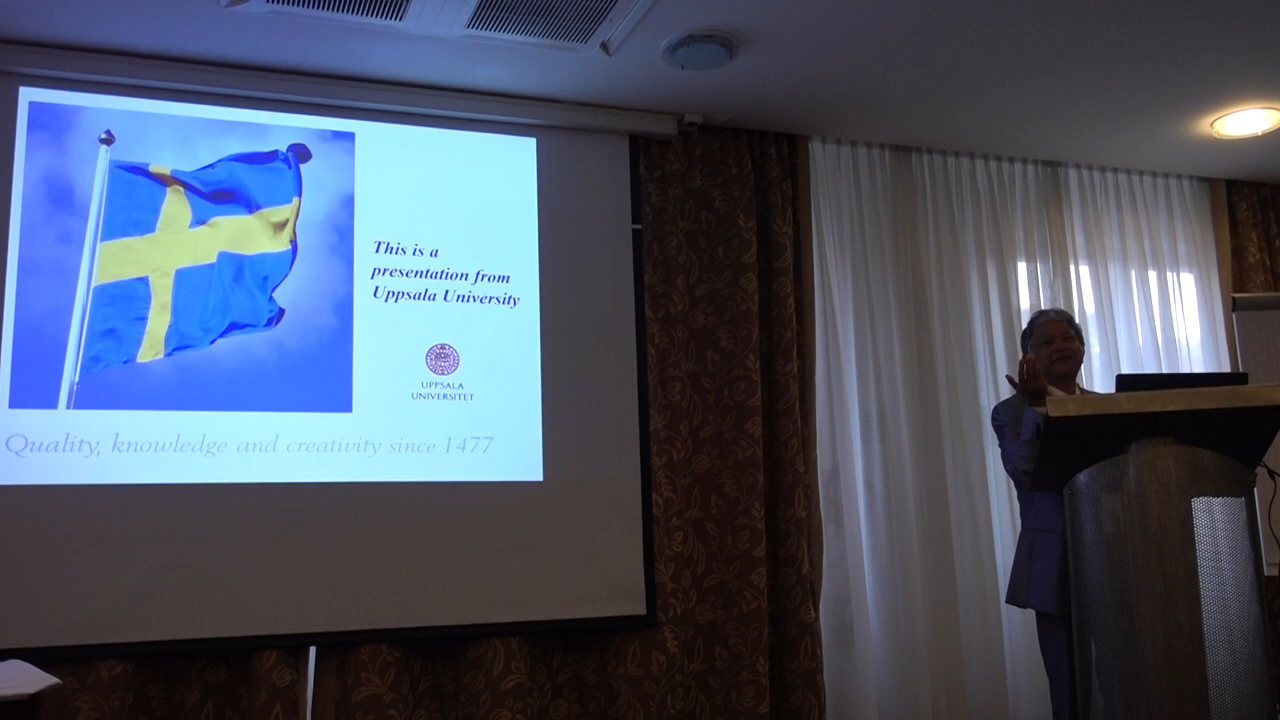 This is a
presentation from
Uppsala University
UPPSALA
UNIVERSITET
Quality, knowledge and creativity since 1477